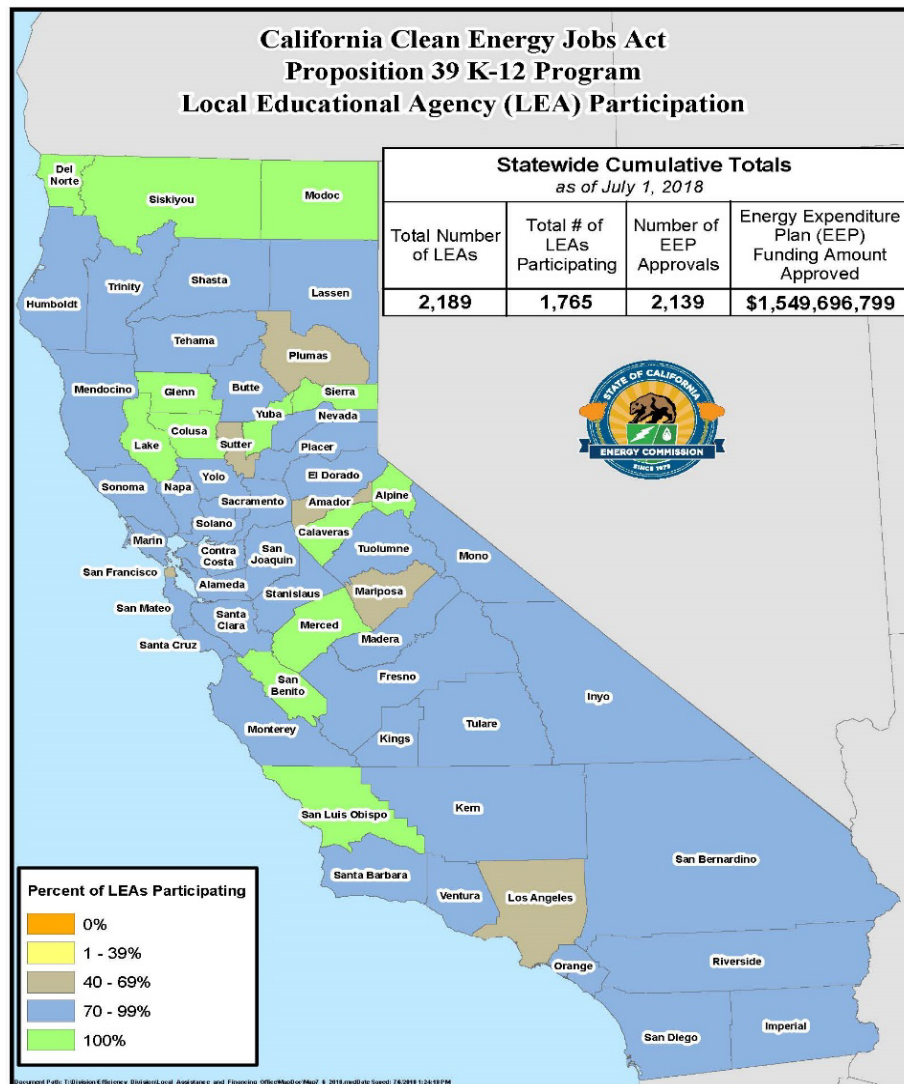 California Clean Energy Jobs Act
Proposition 39 K-12 Program
Local Educational Agency (LEA) Participation
Statewide Cumulative Totals
as of July 1, 2018
Total Number
of LEAs
Total # of
LEAs
Participating
Number of
EEP
Approvals
Energy Expenditure
Plan (EEP)
Funding Amount
Approved
2,189
1,765
2,139
$1,549,696,799
STATE OF CALIFORNIA
ENERGY COMMISSION
Del
Norte
Siskiyou
Modoc
Humboldt
Trinity
Shasta
Lassen
Tehama
Plumas
Mendocino
Glenn
Butte
Sierra
Yuba
Nevada
Colusa
Lake
Sutter
Placer
Yolo
El Dorado
Sonoma
Napa
Sacramento
Amador
Alpine
Solano
Calaveras
Marin
Contra
Costa
San
Joaquin
Tuolumne
Mono
San Francisco
Alameda
Stanislaus
Mariposa
San Mateo
Santa
Clara
Merced
Santa Cruz
Madera
San
Benito
Fresno
Inyo
Monterey
Kings
Tulare
San Luis Obispo
Kern
San Bernardino
Santa Barbara
Ventura
Los Angeles
Orange
Riverside
San Diego
Imperial
Percent of LEAs Participating
0%
1 - 39%
40 - 69%
70 - 99%
100%